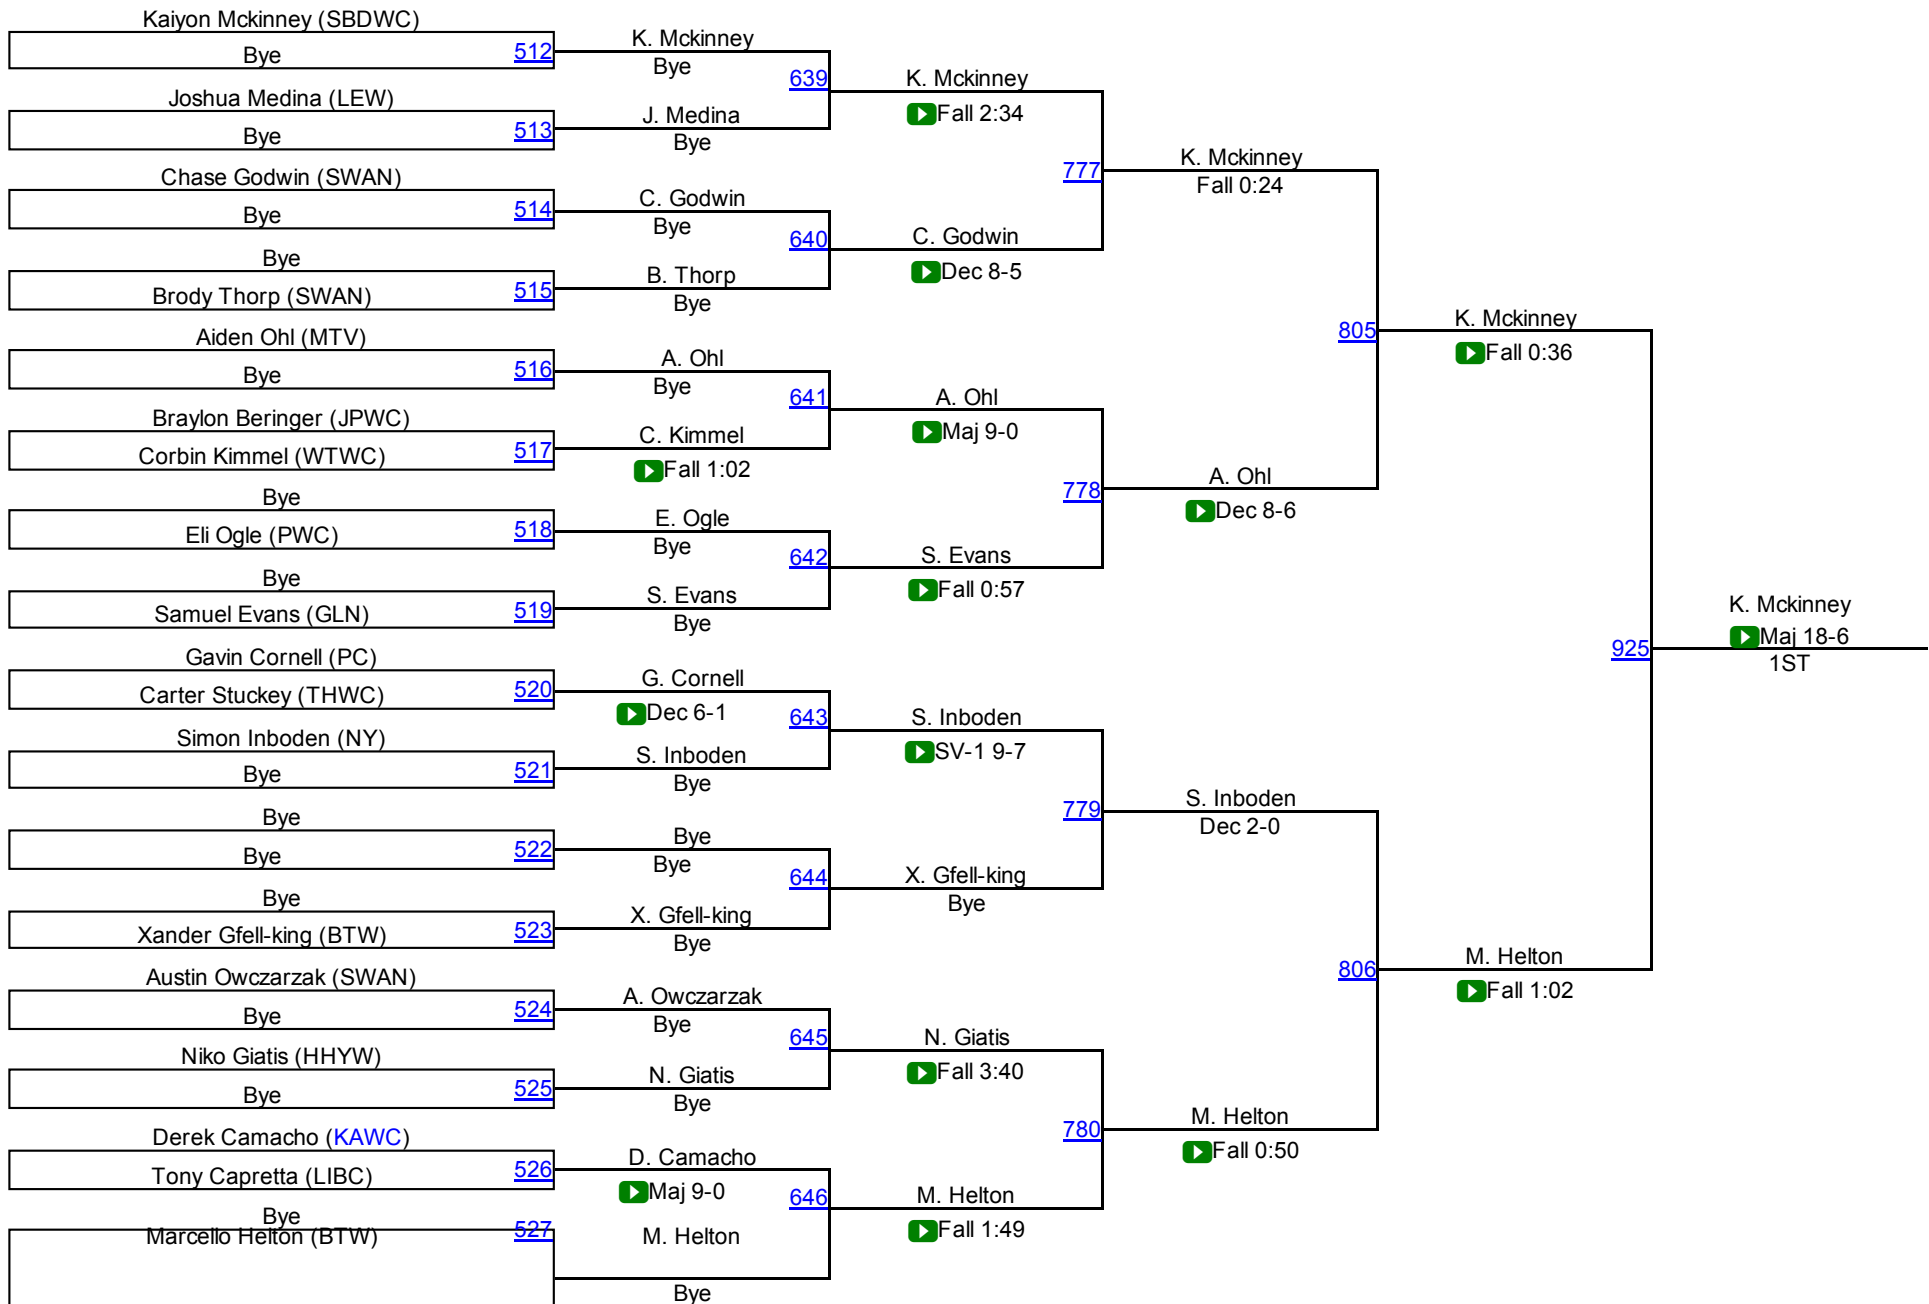 Kaiyon Mckinney (SBDWC)
Bye
512
Joshua Medina (LEW)
Bye
513
Chase Godwin (SWAN)
Bye
514
Bye
Brody Thorp (SWAN)
515
Aiden Ohl (MTV)
Bye
516
Braylon Beringer (JPWC)
Corbin Kimmel (WTWC)
517
Bye
Eli Ogle (PWC)
518
Bye
Samuel Evans (GLN)
519
Gavin Cornell (PC)
Carter Stuckey (THWC)
520
Simon Inboden (NY)
Bye
521
Bye
Bye
522
Bye
Xander Gfell-king (BTW)
523
Austin Owczarzak (SWAN)
Bye
524
Niko Giatis (HHYW)
Bye
525
Derek Camacho (KAWC)
Tony Capretta (LIBC)
526
Bye
Marcello Helton (BTW)
527
K. Mckinney
Bye
639
J. Medina
Bye
C. Godwin
Bye
640
B. Thorp
Bye
A. Ohl
Bye
641
C. Kimmel
Fall 1:02
E. Ogle
Bye
642
S. Evans
Bye
G. Cornell
Dec 6-1
643
S. Inboden
Bye
Bye
Bye
644
X. Gfell-king
Bye
A. Owczarzak
Bye
645
N. Giatis
Bye
D. Camacho
Maj 9-0
646
M. Helton
Bye
K. Mckinney
Fall 2:34
777
C. Godwin
Dec 8-5
A. Ohl
Maj 9-0
778
S. Evans
Fall 0:57
S. Inboden
SV-1 9-7
779
X. Gfell-king
Bye
N. Giatis
Fall 3:40
780
M. Helton
Fall 1:49
K. Mckinney
Fall 0:24
805
A. Ohl
Dec 8-6
S. Inboden
Dec 2-0
806
M. Helton
Fall 0:50
K. Mckinney
Fall 0:36
925
M. Helton
Fall 1:02
K. Mckinney
Maj 18-6
1ST